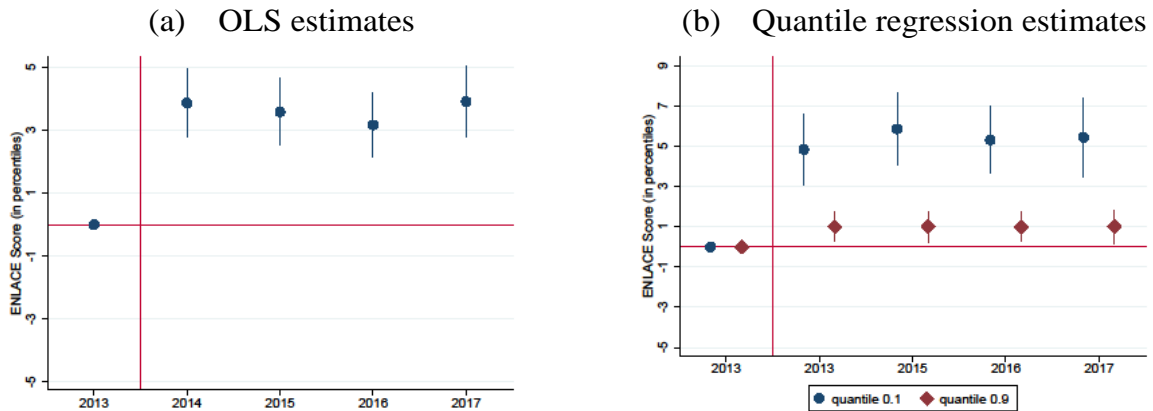 (a) OLS estimates
ENLACE Score (in percentiles)
5
3
1
-1
-3
-5
2013 2014 2015 2016 2017
(b) Quantile regression estimates
ENLACE Score (in percentiles)
9
7
5
3
1
-1
-3
-5
2013 2013 2015 2016 2017
quantile 0.1 quantile 0.9